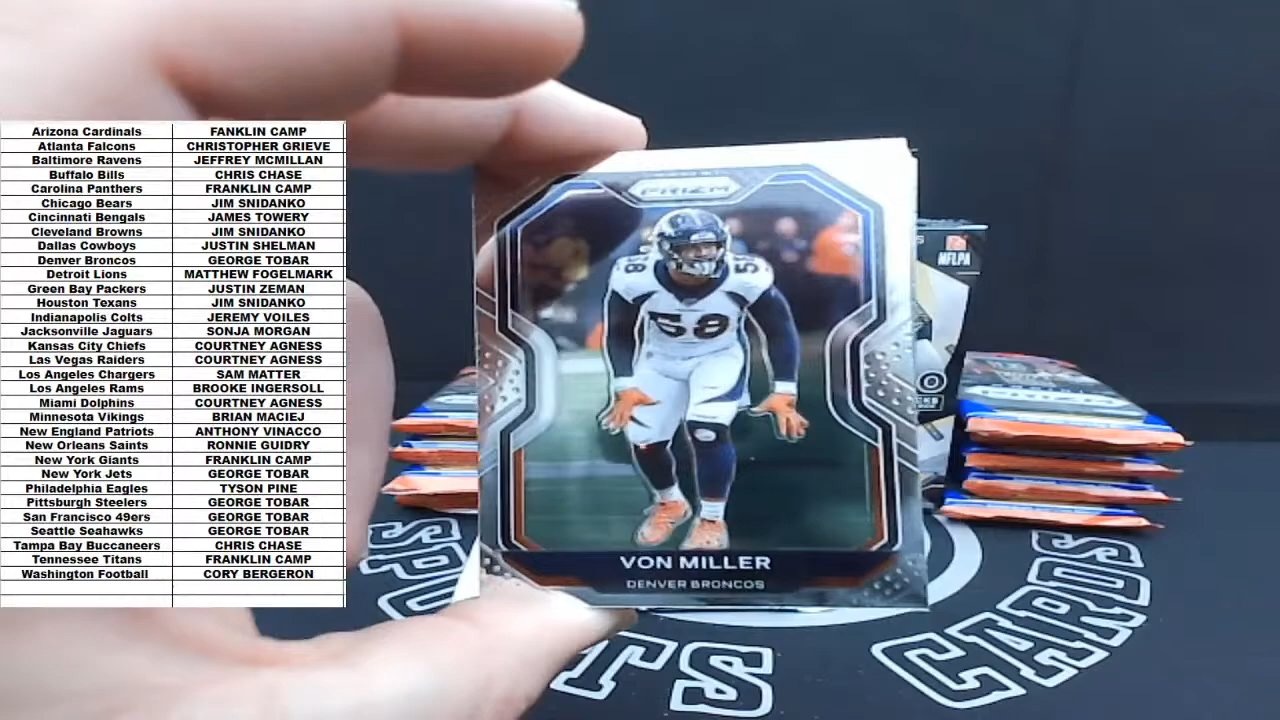 Arizona Cardinals FANKLIN CAMP
Atlanta Falcons CHRISTOPHER GRIEVE
Baltimore Ravens JEFFREY MCMILLAN
Buffalo Bills CHRIS CHASE
Carolina Panthers FRANKLIN CAMP
Chicago Bears JIM SNIDANKO
Cincinnati Bengals JAMES TOWERY
Cleveland Browns JIM SNIDANKO
Dallas Cowboys JUSTIN SHELMAN
Denver Broncos GEORGE TOBAR
Detroit Lions MATTHEW FOGELMARK
Green Bay Packers JUSTIN ZEMAN
Houston Texans JIM SNIDANKO
Indianapolis Colts JEREMY VOILES
Jacksonville Jaguars SONJA MORGAN
Kansas City Chiefs COURTNEY AGNESS
Las Vegas Raiders COURTNEY AGNESS
Los Angeles Chargers SAM MATTER
Los Angeles Rams BROOKE INGERSOLL
Miami Dolphins COURTNEY AGNESS
Minnesota Vikings BRIAN MACIEJ
New England Patriots ANTHONY VINACCO
New Orleans Saints RONNIE GUIDRY
New York Giants FRANKLIN CAMP
New York Jets GEORGE TOBAR
Philadelphia Eagles TYSON PINE
Pittsburgh Steelers GEORGE TOBAR
San Francisco 49ers GEORGE TOBAR
Seattle Seahawks GEORGE TOBAR
Tampa Bay Buccaneers CHRIS CHASE
Tennessee Titans FRANKLIN CAMP
Washington Football CORY BERGERON
PRIZM
58
58
58
VON MILLER
DENVER BRONCOS
NFLPA
CARDS